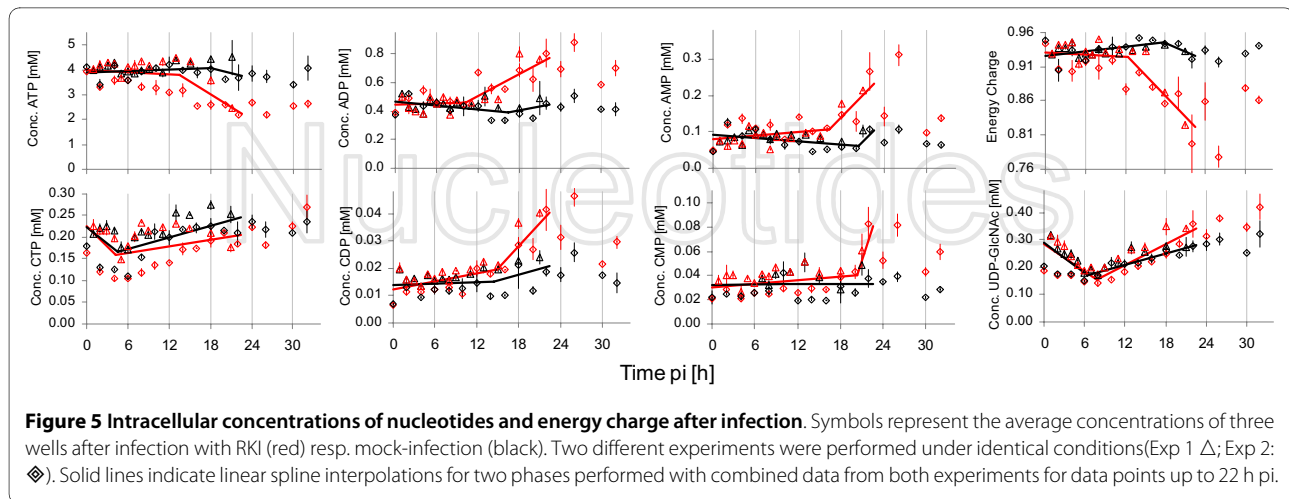 Nucleotides
Conc. ATP [mM]
5
4
3
2
1
0
Conc. ADP [mM]
0.8
0.6
0.4
0.2
0.0
Conc. AMP [mM]
0.3
0.2
0.1
0.0
Energy Charge
0.96
0.91
0.86
0.81
0.76
Conc. CTP [mM]
0.30
0.25
0.20
0.15
0.10
0.05
0.00
0 6 12 18 24 30
Conc. CDP [mM]
0.04
0.03
0.02
0.01
0.00
0 6 12 18 24 30
Conc. CMP [mM]
0.10
0.08
0.06
0.04
0.02
0.00
0 6 12 18 24 30
Conc. UDP-GlcNAc [mM]
0.40
0.30
0.20
0.10
0.00
0 6 12 18 24 30
Time pi [h]
Figure 5 Intracellular concentrations of nucleotides and energy charge after infection. Symbols represent the average concentrations of three
wells after infection with RKI (red) resp. mock-infection (black). Two different experiments were performed under identical conditions(Exp 1 △; Exp 2:
◈). Solid lines indicate linear spline interpolations for two phases performed with combined data from both experiments for data points up to 22 h pi.